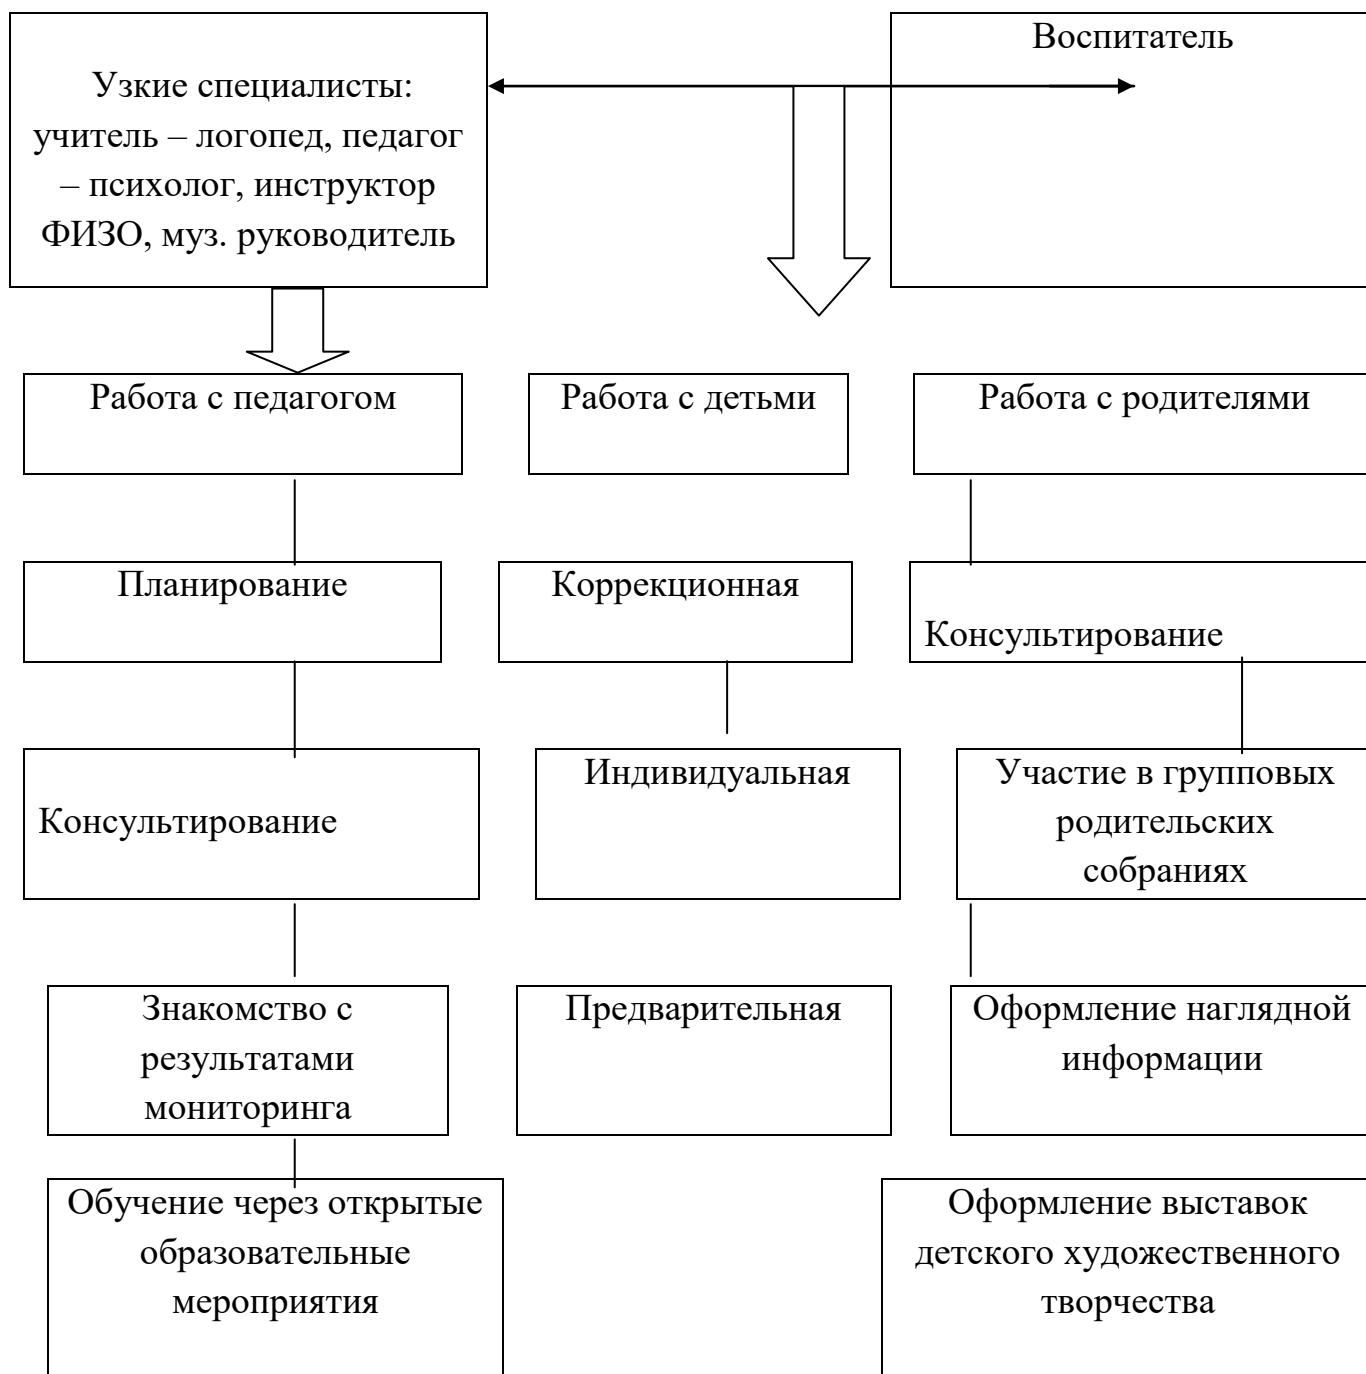 Воспитатель
Узкие специалисты:
учитель – логопед, педагог
– психолог, инструктор
ФИЗО, муз. руководитель
Работа с педагогом
Работа с детьми
Работа с родителями
Планирование
Коррекционная
Консультирование
Консультирование
Индивидуальная
Участие в групповых
родительских
собраниях
Знакомство с
результатами
мониторинга
Предварительная
Оформление наглядной
информации
Обучение через открытые
образовательные
мероприятия
Оформление выставок
детского художественного
творчества